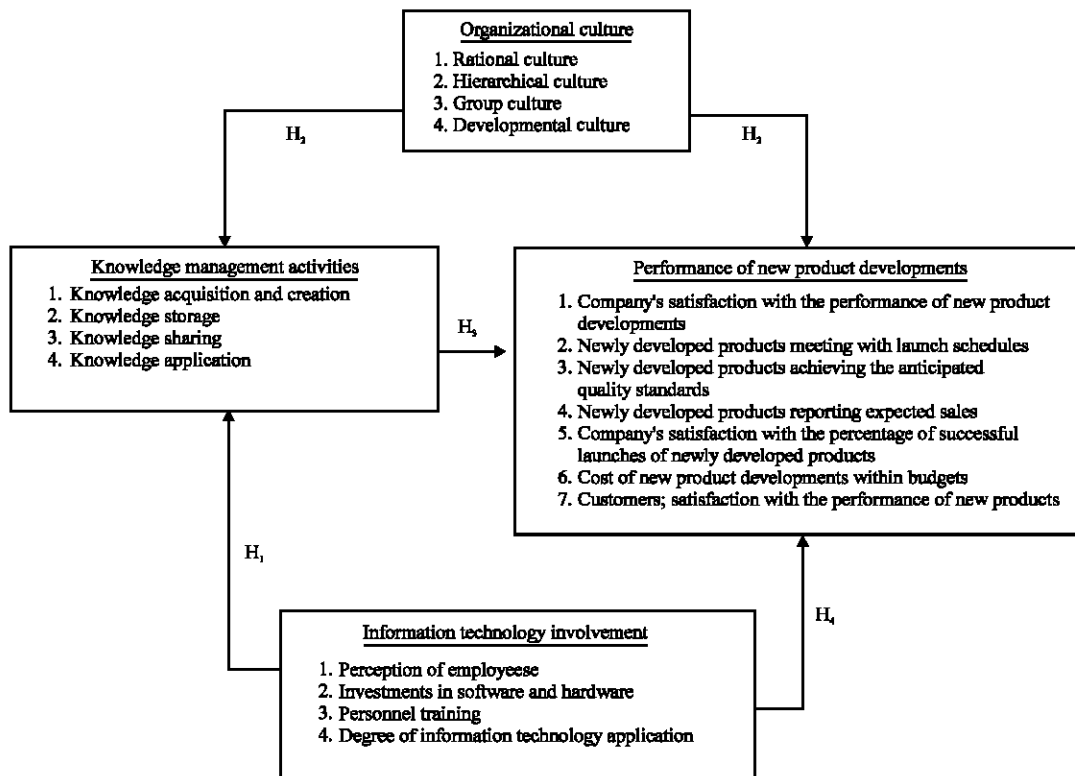 Organizational culture
1. Rational culture
2. Hierarchical culture
3. Group culture
4. Developmental culture
H₂
H₂
Knowledge management activities
1. Knowledge acquisition and creation
2. Knowledge storage
3. Knowledge sharing
4. Knowledge application
H₃
Performance of new product developments
1. Company's satisfaction with the performance of new product
developments
2. Newly developed products meeting with launch schedules
3. Newly developed products achieving the anticipated
quality standards
4. Newly developed products reporting expected sales
5. Company's satisfaction with the percentage of successful
launches of newly developed products
6. Cost of new product developments within budgets
7. Customers; satisfaction with the performance of new products
H₁
H₄
Information technology involvement
1. Perception of employeese
2. Investments in software and hardware
3. Personnel training
4. Degree of information technology application